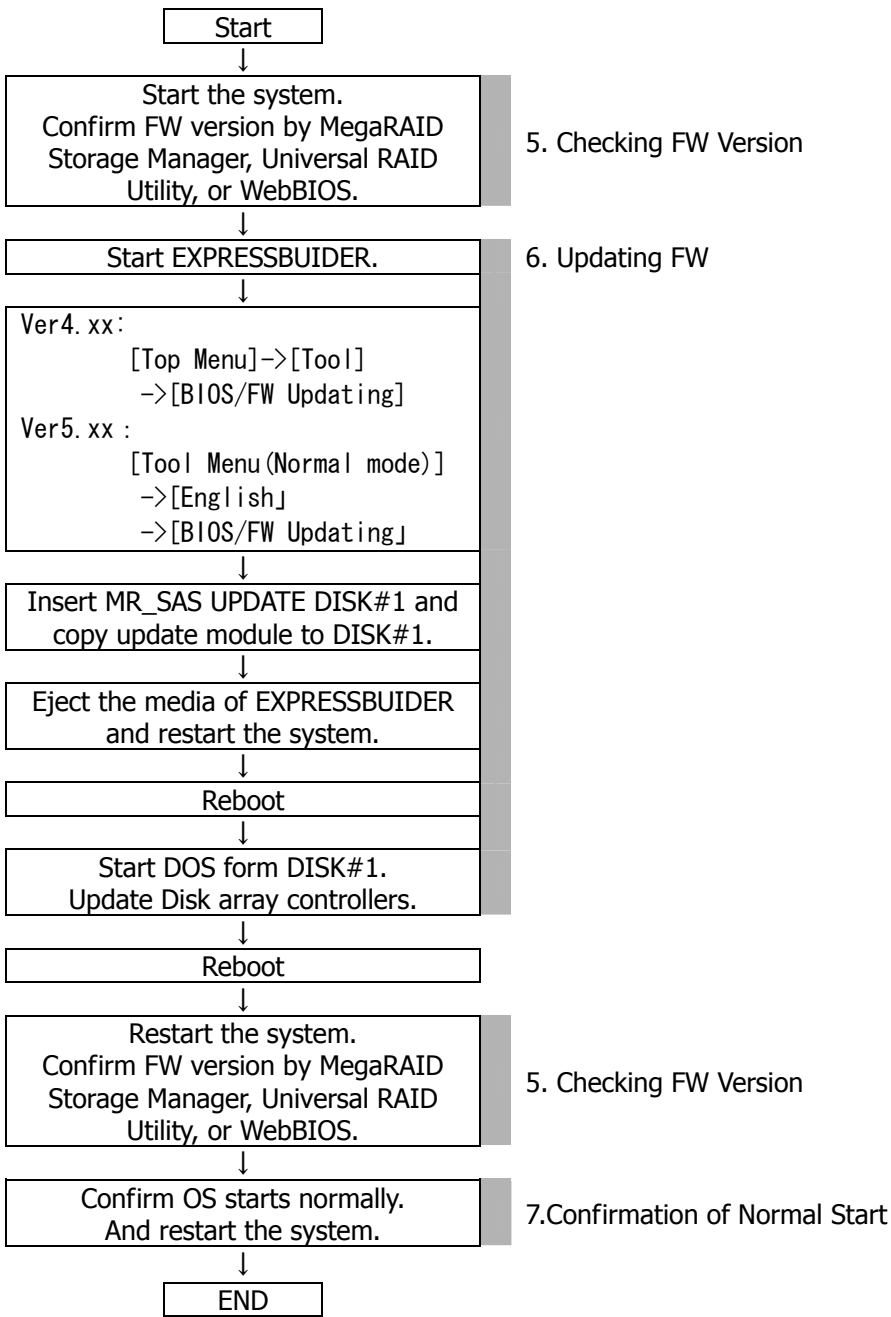 Start
↓
Start the system.
Confirm FW version by MegaRAID
Storage Manager, Universal RAID
Utility, or WebBIOS.
5. Checking FW Version
↓
Start EXPRESSBUIDER.
6. Updating FW
↓
Ver4.xx:
[Top Menu]->[Tool]
->[BIOS/FW Updating]
Ver5.xx :
[Tool Menu(Normal mode)]
->[English」
->[BIOS/FW Updating」
↓
Insert MR_SAS UPDATE DISK#1 and
copy update module to DISK#1.
↓
Eject the media of EXPRESSBUIDER
and restart the system.
↓
Reboot
↓
Start DOS form DISK#1.
Update Disk array controllers.
↓
Reboot
↓
Restart the system.
Confirm FW version by MegaRAID
Storage Manager, Universal RAID
Utility, or WebBIOS.
5. Checking FW Version
↓
Confirm OS starts normally.
And restart the system.
7.Confirmation of Normal Start
↓
END